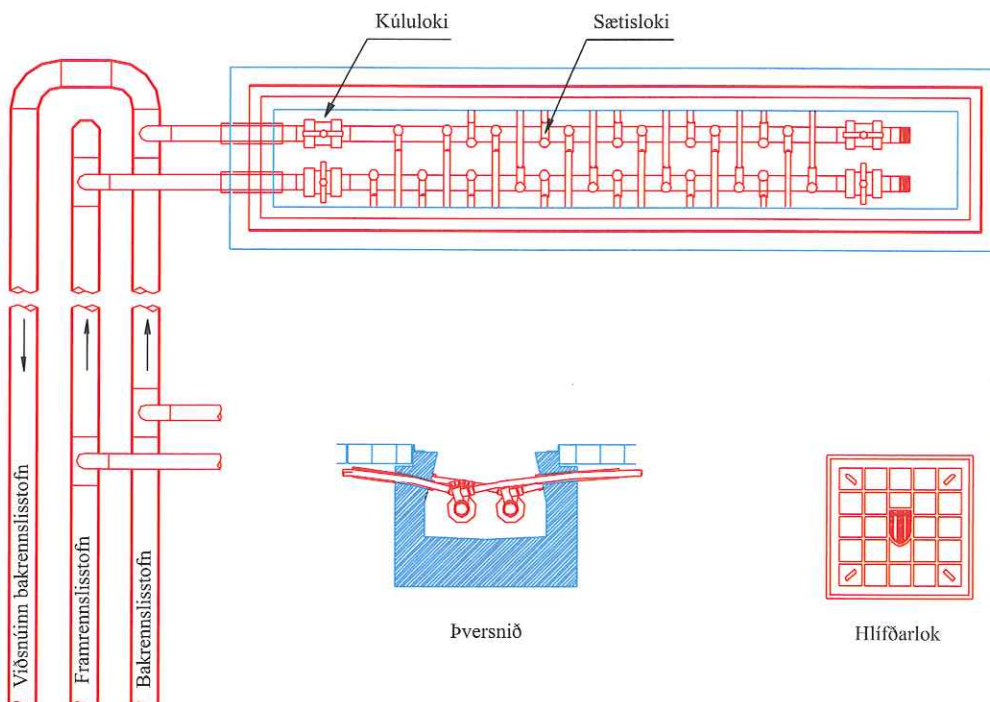 Kúluloki
Sætisloki
Viðsnúinn bakrennslisstofn
Framrennslisstofn
Bakrennslisstofn
Þversnið
Hlífðarlok